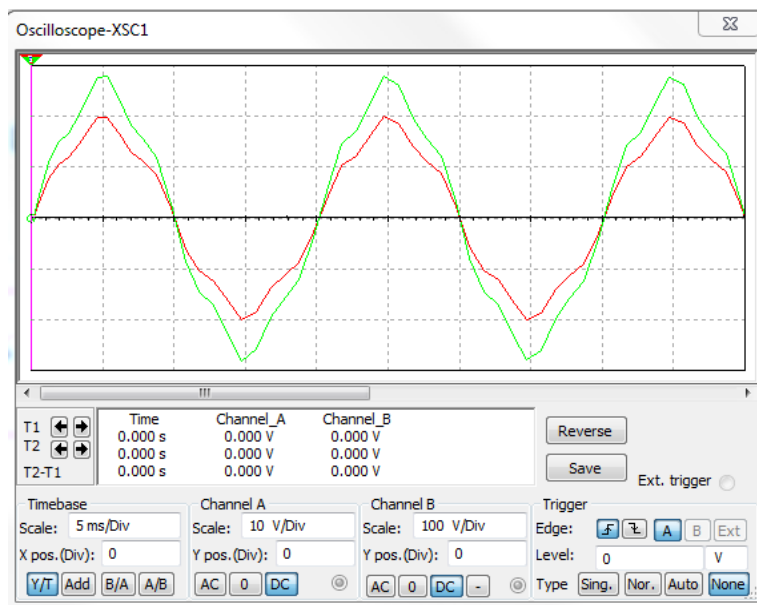 Oscilloscope-XSC1
T1 Time Channel_A Channel_B
0.000 s 0.000 V 0.000 V
T2 0.000 s 0.000 V 0.000 V
T2-T1 0.000 s 0.000 V 0.000 V
Reverse
Save
Ext. trigger
Timebase
Scale: 5 ms/Div
X pos.(Div): 0
Y/T Add B/A A/B
Channel A
Scale: 10 V/Div
Y pos.(Div): 0
AC 0 DC
Channel B
Scale: 100 V/Div
Y pos.(Div): 0
AC 0 DC -
Trigger
Edge: A B Ext
Level: 0 V
Type Sing. Nor. Auto None